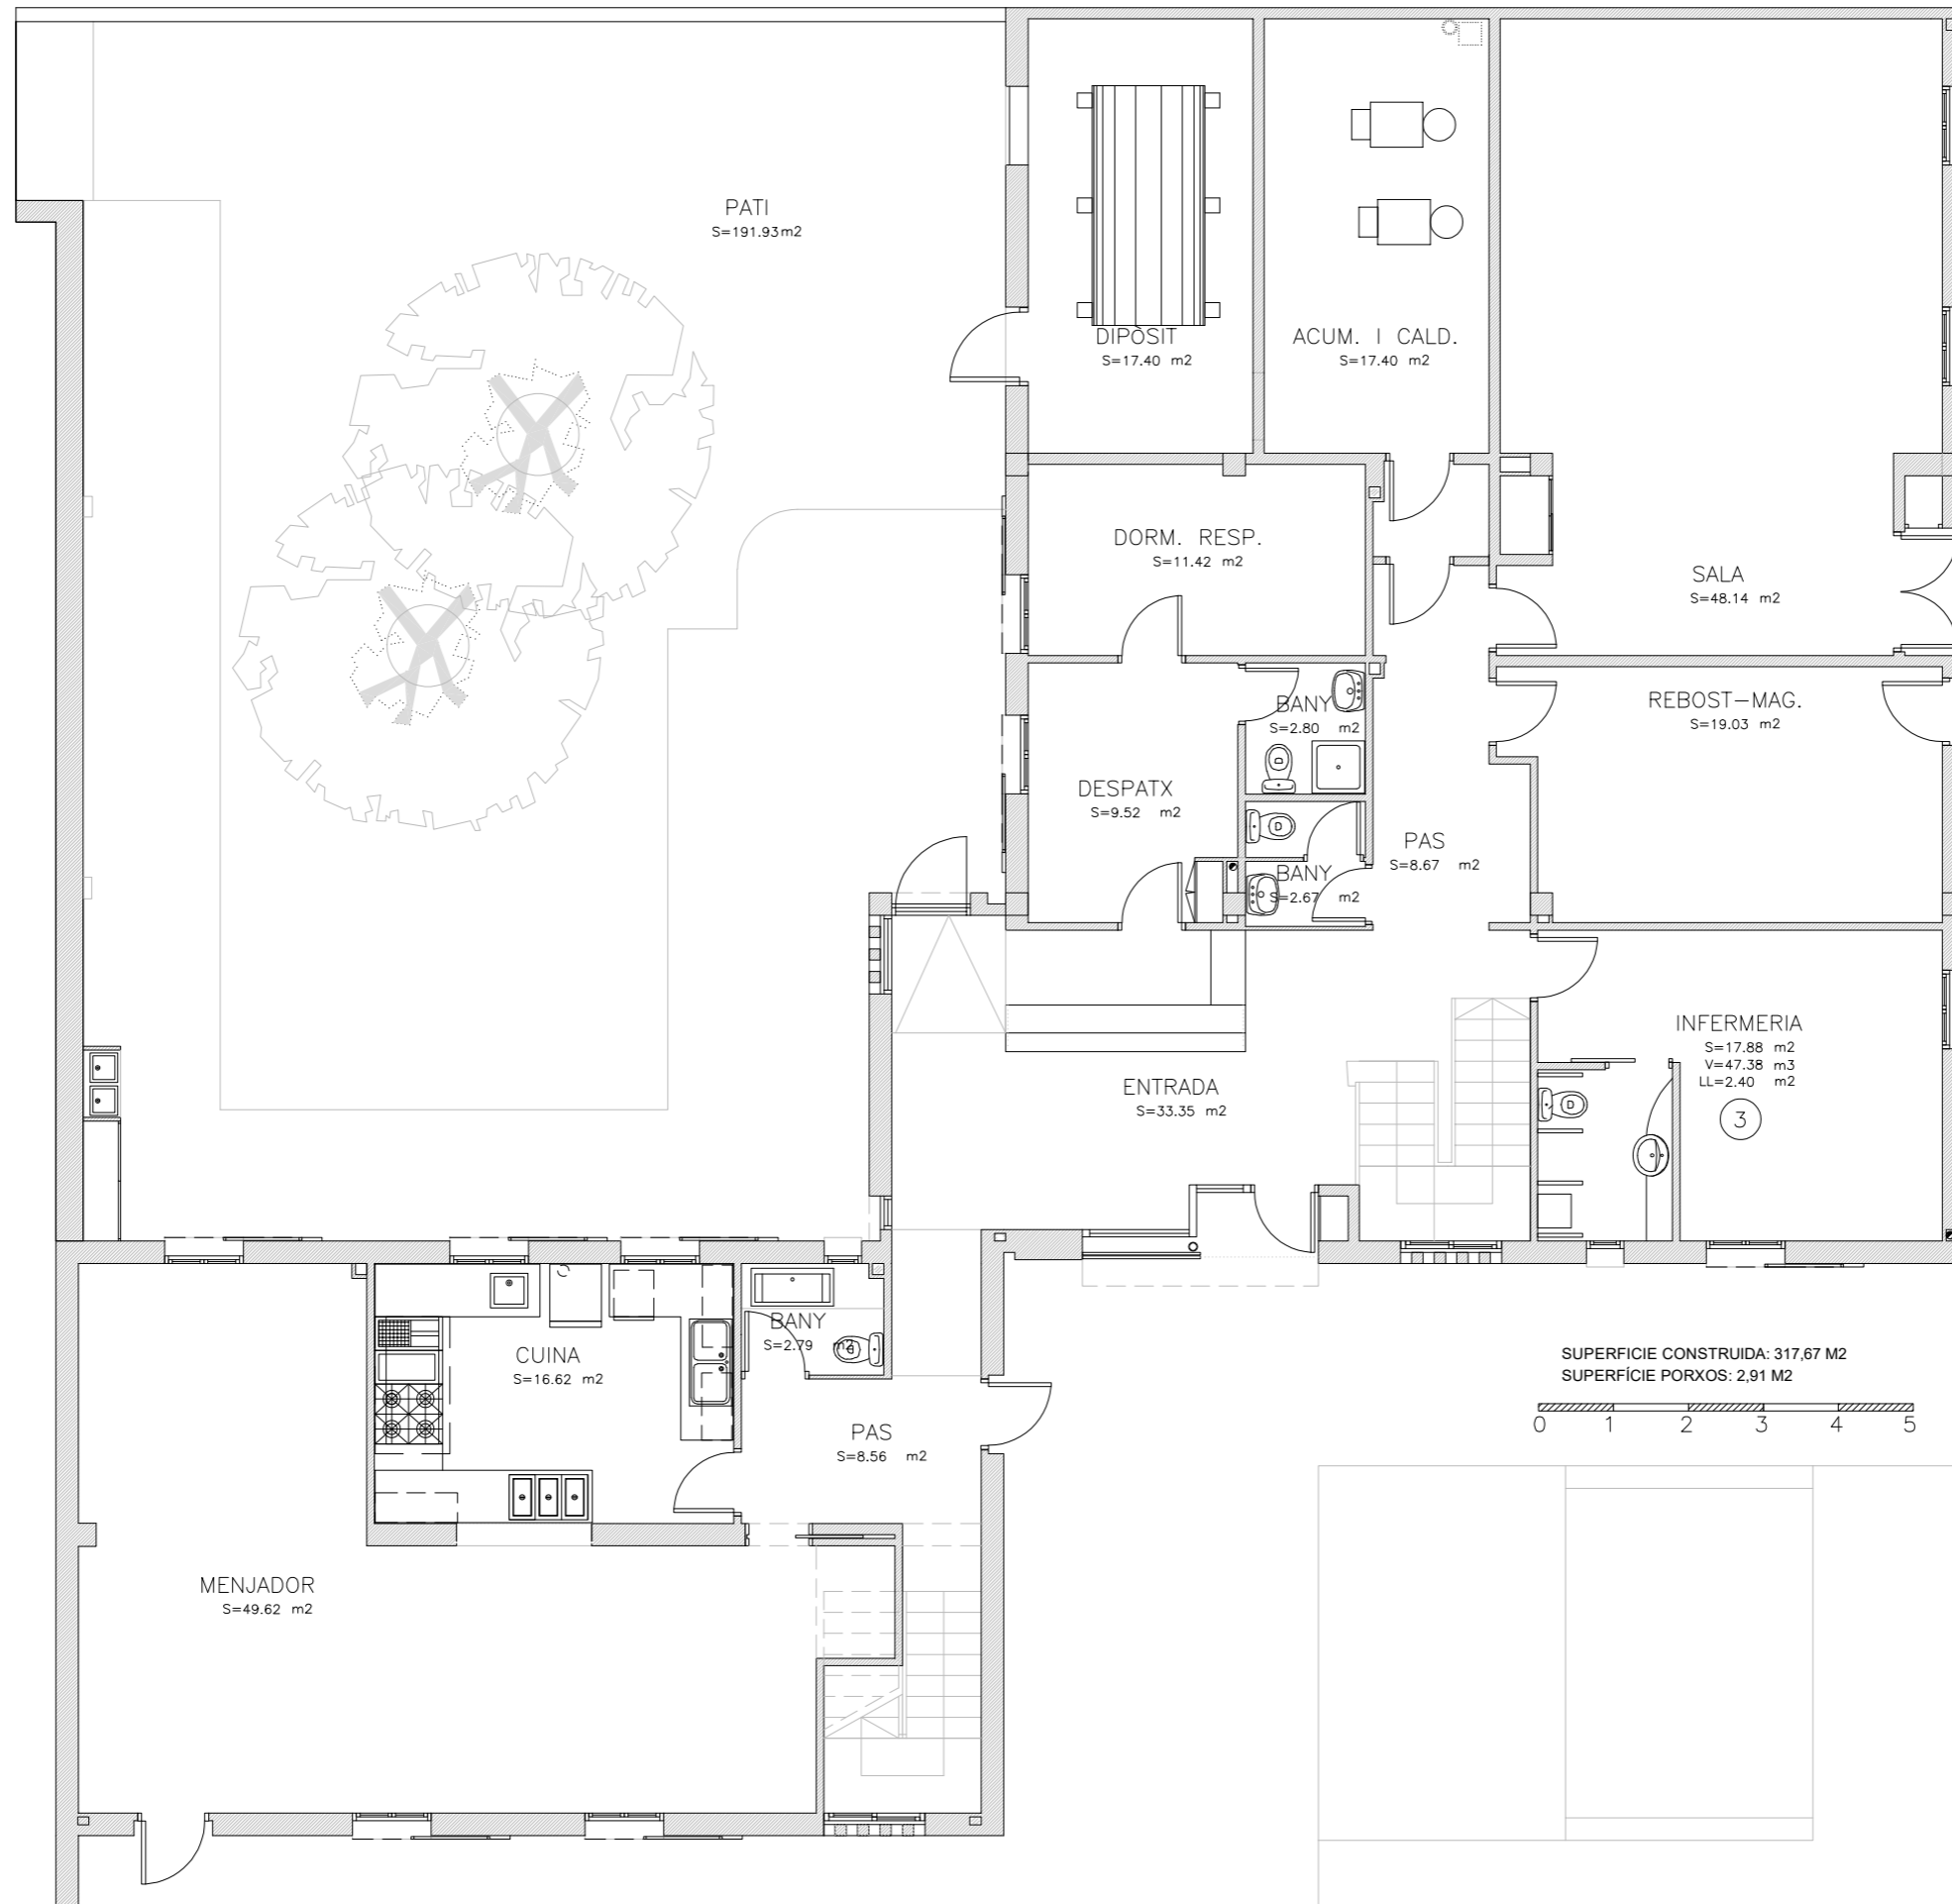 PATI
S=191.93m2
DIPÒSIT
S=17.40 m2
ACUM. I CALD.
S=17.40 m2
DORM. RESP.
S=11.42 m2
SALA
S=48.14 m2
BANY
S=2.80 m2
REBOST-MAG.
S=19.03 m2
DESPATX
S=9.52 m2
PAS
S=8.67 m2
BANY
S=2.67 m2
INFERMERIA
S=17.88 m2
V=47.38 m3
LL=2.40 m2
3
ENTRADA
S=33.35 m2
BANY
S=2.79 m2
CUINA
S=16.62 m2
SUPERFICIE CONSTRUIDA: 317,67 M2
SUPERFÍCIE PORXOS: 2,91 M2
0 1 2 3 4 5
PAS
S=8.56 m2
MENJADOR
S=49.62 m2